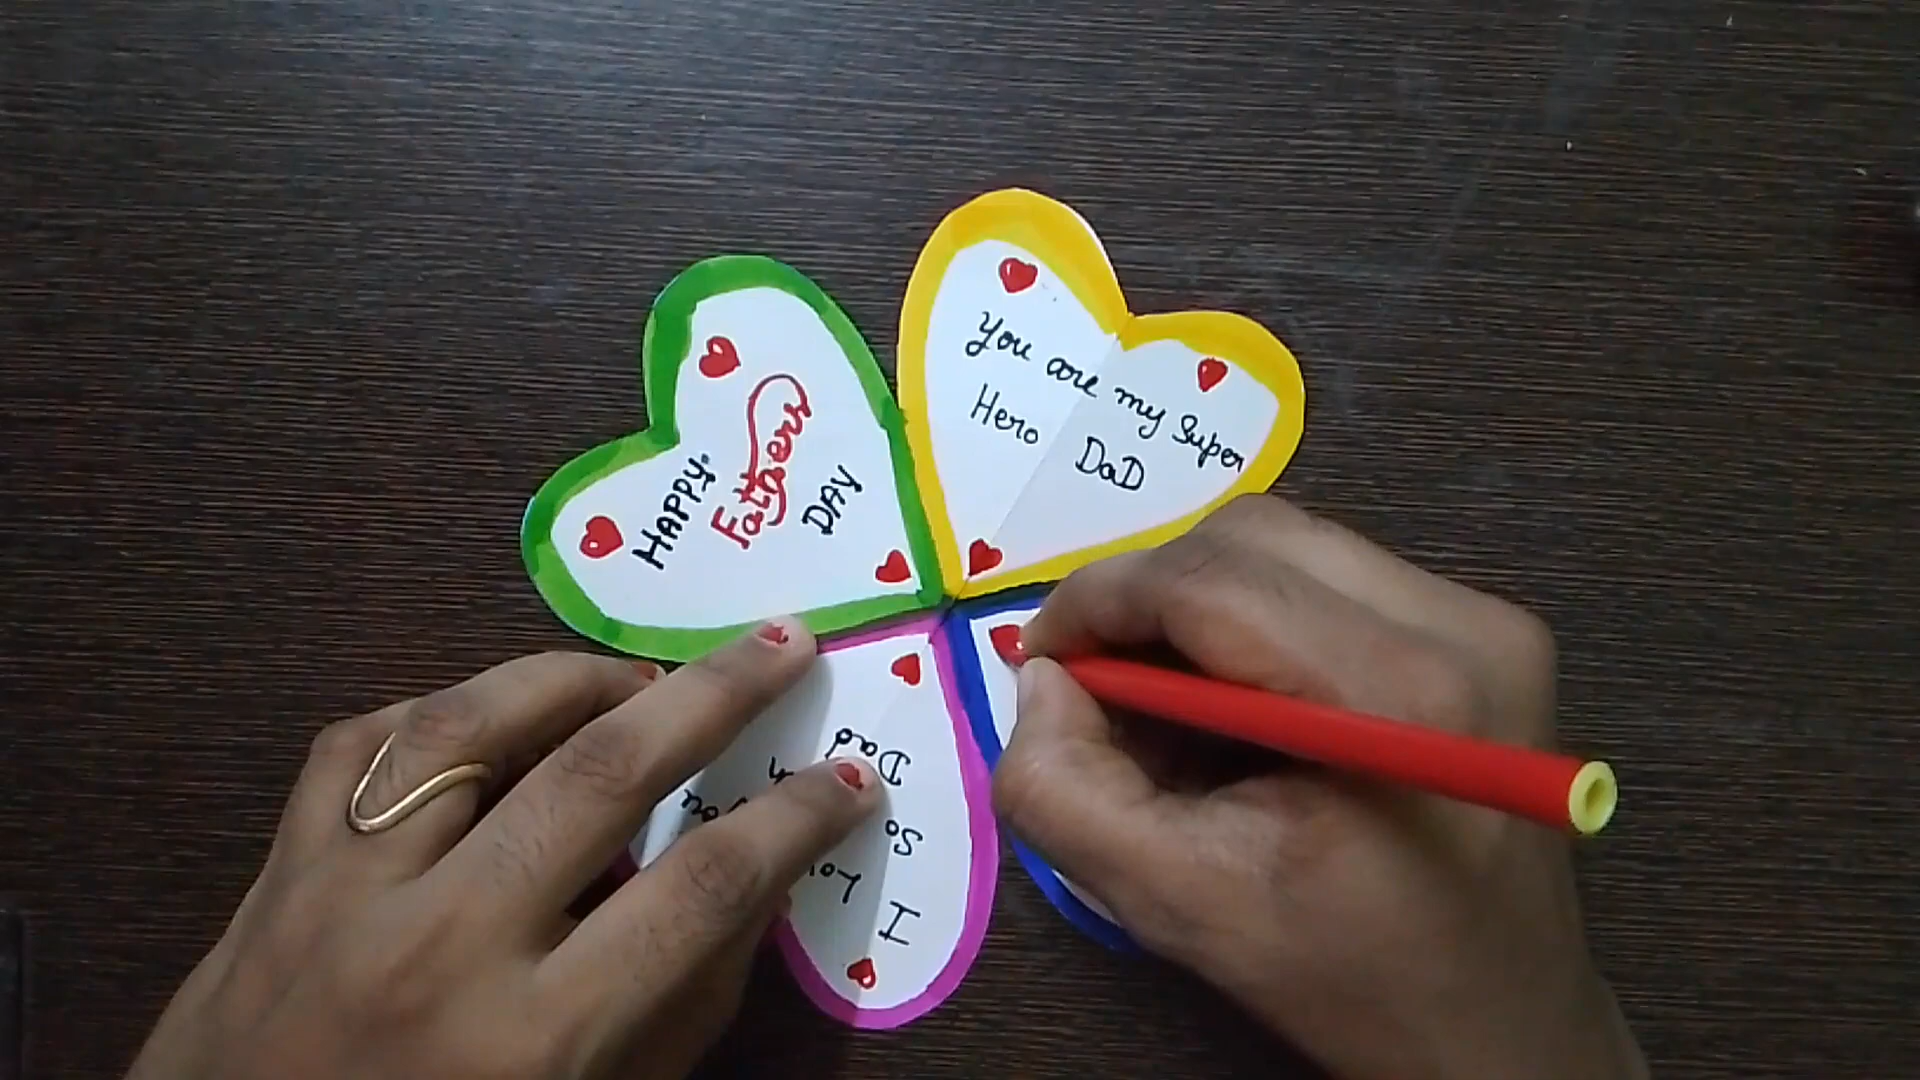 HAPPY
Fathers
DAY
You are my Super
Hero DaD
I
So
Dad